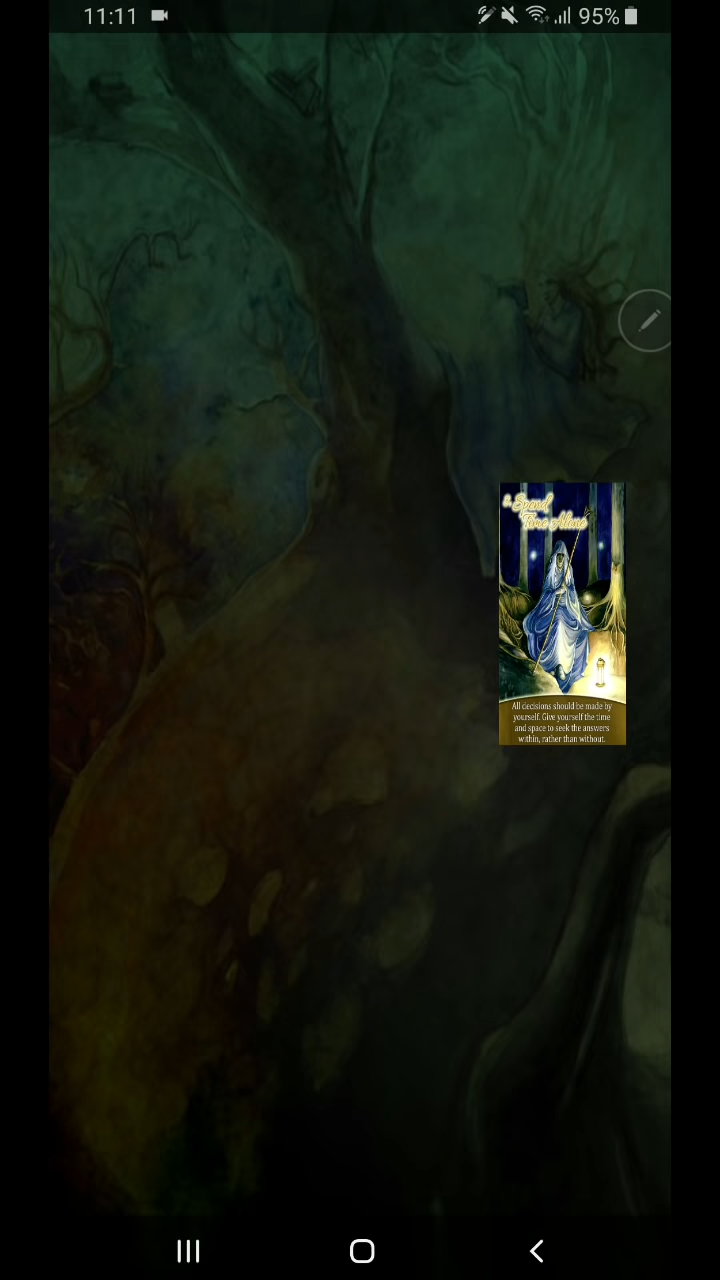 11:11
95%
8. Spend
Time Alone
All decisions should be made by
yourself. Give yourself the time
and space to seek the answers
within, rather than without.